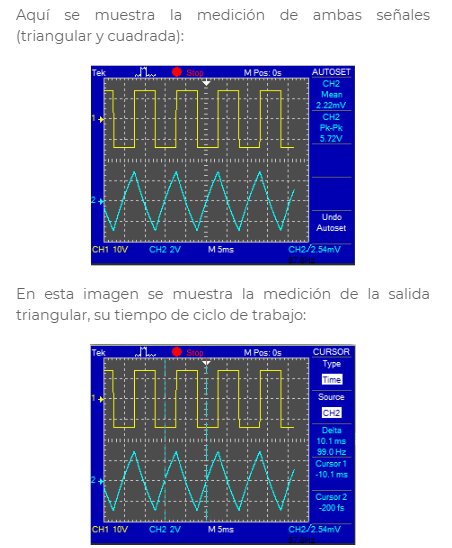 Aquí se muestra la medición de ambas señales
(triangular y cuadrada):
Tek Stop M Pos: 0s AUTOSET
CH2
Mean
2.22mV
CH2
Pk-Pk
5.72V
1
2
Undo
Autoset
CH1 10V CH2 2V M 5ms CH2/2.54mV
En esta imagen se muestra la medición de la salida
triangular, su tiempo de ciclo de trabajo:
Tek Stop M Pos: 0s CURSOR
Type
Time
Source
1
CH2
Delta
10.1 ms
99.0 Hz
Cursor 1
-10.1 ms
2
Cursor 2
-200 fs
CH1 10V CH2 2V M 5ms CH2/2.54mV